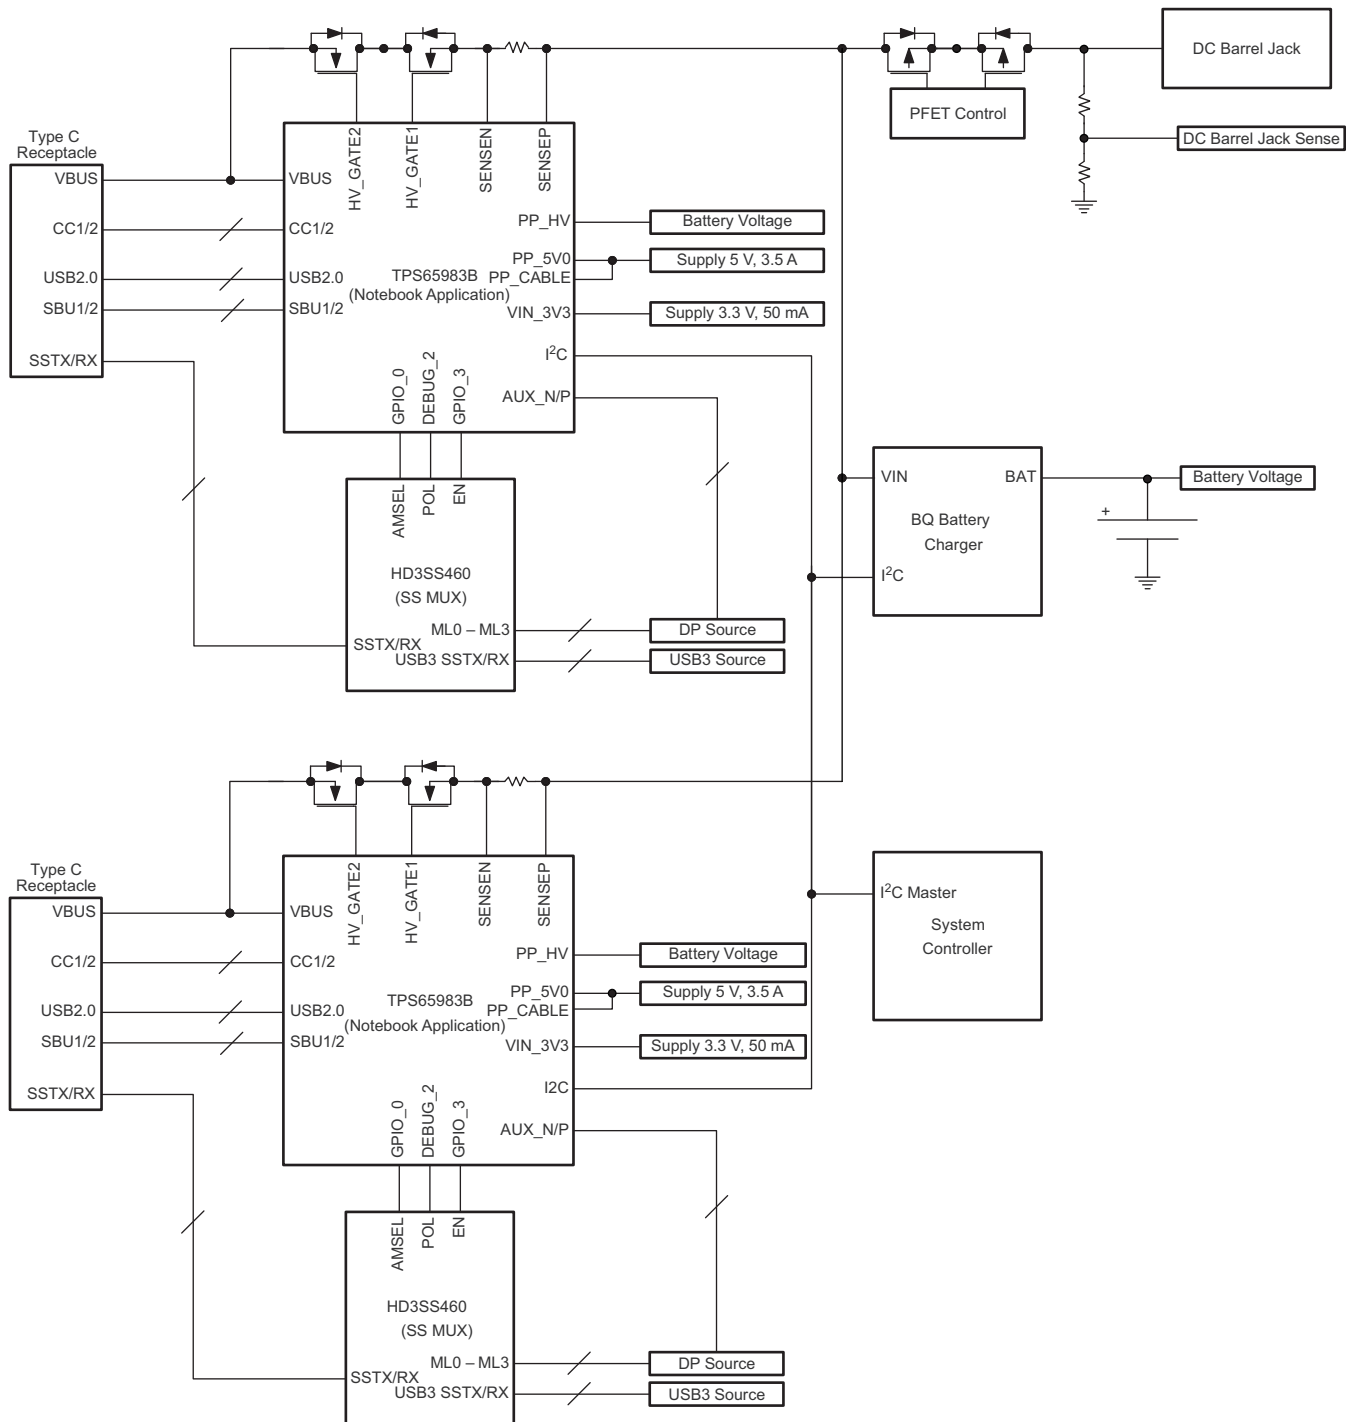 DC Barrel Jack
PFET Control
DC Barrel Jack Sense
Type C
Receptacle
VBUS
CC1/2
USB2.0
SBU1/2
SSTX/RX
HV_GATE2
HV_GATE1
SENSEN
SENSEP
VBUS
CC1/2
USB2.0
SBU1/2
TPS65983B
(Notebook Application)
PP_HV
PP_5V0
PP_CABLE
VIN_3V3
I²C
AUX_N/P
GPIO_0
DEBUG_2
GPIO_3
Battery Voltage
Supply 5 V, 3.5 A
Supply 3.3 V, 50 mA
AMSEL
POL
EN
HD3SS460
(SS MUX)
ML0 – ML3
SSTX/RX
USB3 SSTX/RX
DP Source
USB3 Source
VIN
BAT
BQ Battery
Charger
I²C
Battery Voltage
+
Type C
Receptacle
VBUS
CC1/2
USB2.0
SBU1/2
SSTX/RX
HV_GATE2
HV_GATE1
SENSEN
SENSEP
VBUS
CC1/2
USB2.0
SBU1/2
TPS65983B
(Notebook Application)
PP_HV
PP_5V0
PP_CABLE
VIN_3V3
I2C
AUX_N/P
GPIO_0
DEBUG_2
GPIO_3
Battery Voltage
Supply 5 V, 3.5 A
Supply 3.3 V, 50 mA
I²C Master
System
Controller
AMSEL
POL
EN
HD3SS460
(SS MUX)
ML0 – ML3
SSTX/RX
USB3 SSTX/RX
DP Source
USB3 Source